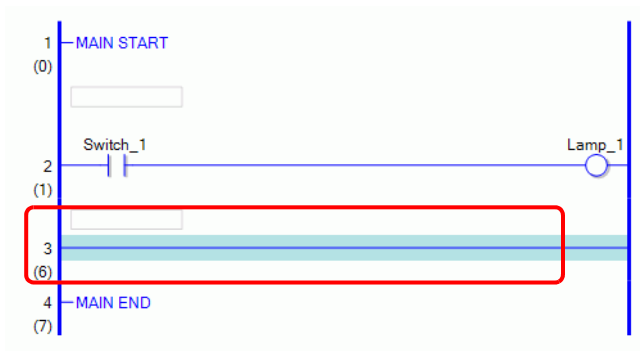 1 MAIN START
(0)
Switch_1 Lamp_1
2
(1)
3
(6)
4 MAIN END
(7)